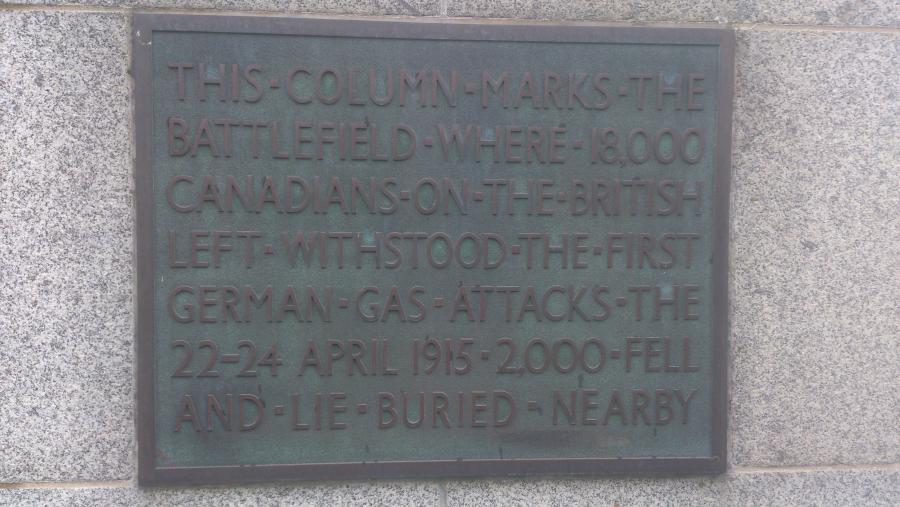 THIS·COLUMN·MARKS·THE
BATTLEFIELD·WHERE·18,000
CANADIANS·ON·THE·BRITISH
LEFT·WITHSTOOD·THE·FIRST
GERMAN·GAS·ATTACKS·THE
22-24 APRIL 1915·2,000·FELL
AND·LIE·BURIED·NEARBY